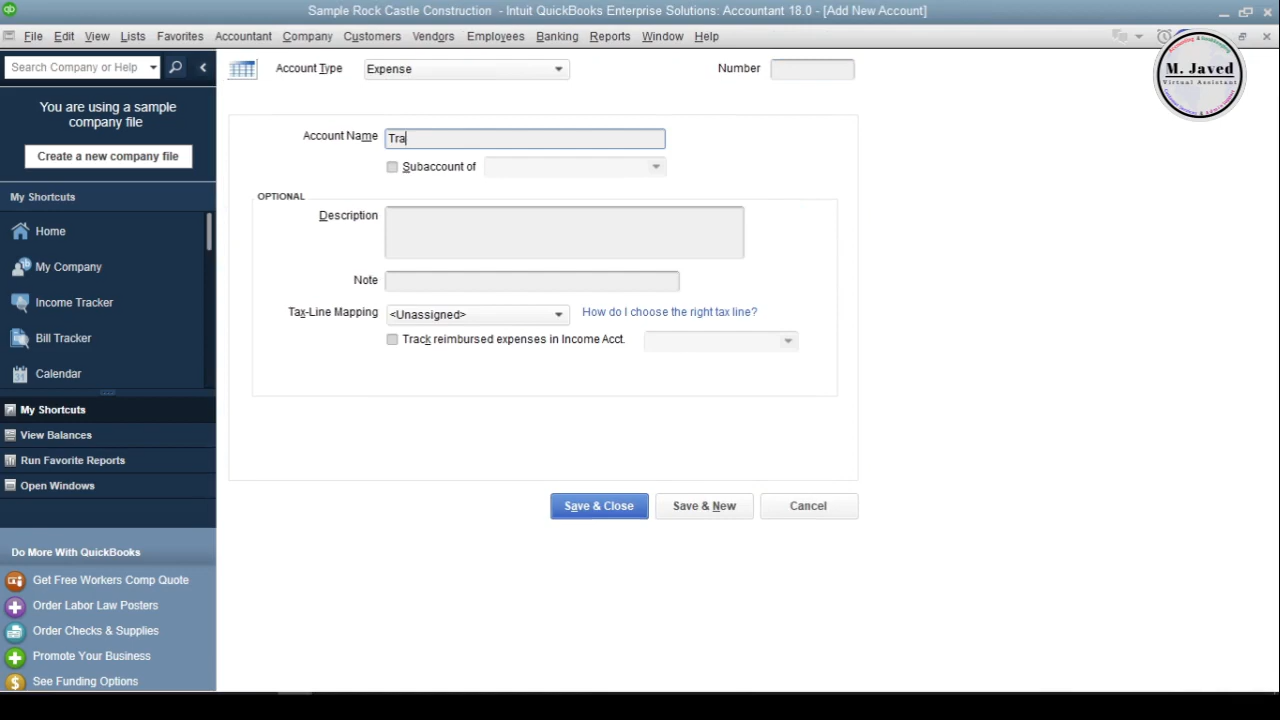 Sample Rock Castle Construction - Intuit QuickBooks Enterprise Solutions: Accountant 18.0 - [Add New Account]
File Edit View Lists Favorites Accountant Company Customers Vendors Employees Banking Reports Window Help
Search Company or Help
You are using a sample
company file
Create a new company file
My Shortcuts
Home
My Company
Income Tracker
Bill Tracker
Calendar
My Shortcuts
View Balances
Run Favorite Reports
Open Windows
Do More With QuickBooks
Get Free Workers Comp Quote
Order Labor Law Posters
Order Checks & Supplies
Promote Your Business
See Funding Options
Account Type Expense Number
Account Name Tra
Subaccount of
OPTIONAL
Description
Note
Tax-Line Mapping <Unassigned> How do I choose the right tax line?
Track reimbursed expenses in Income Acct.
Save & Close Save & New Cancel
M. Javed
Virtual Assistant